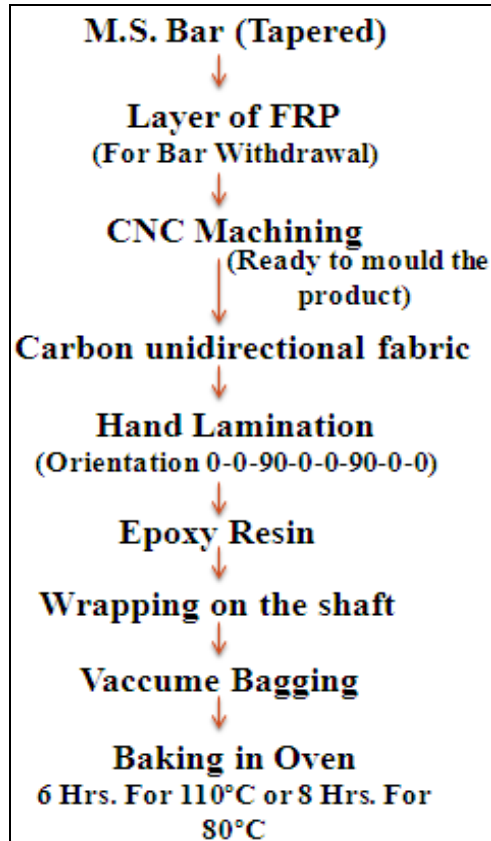 M.S. Bar (Tapered)
Layer of FRP
(For Bar Withdrawal)
CNC Machining
(Ready to mould the
product)
Carbon unidirectional fabric
Hand Lamination
(Orientation 0-0-90-0-0-90-0-0)
Epoxy Resin
Wrapping on the shaft
Vaccume Bagging
Baking in Oven
6 Hrs. For 110°C or 8 Hrs. For
80°C